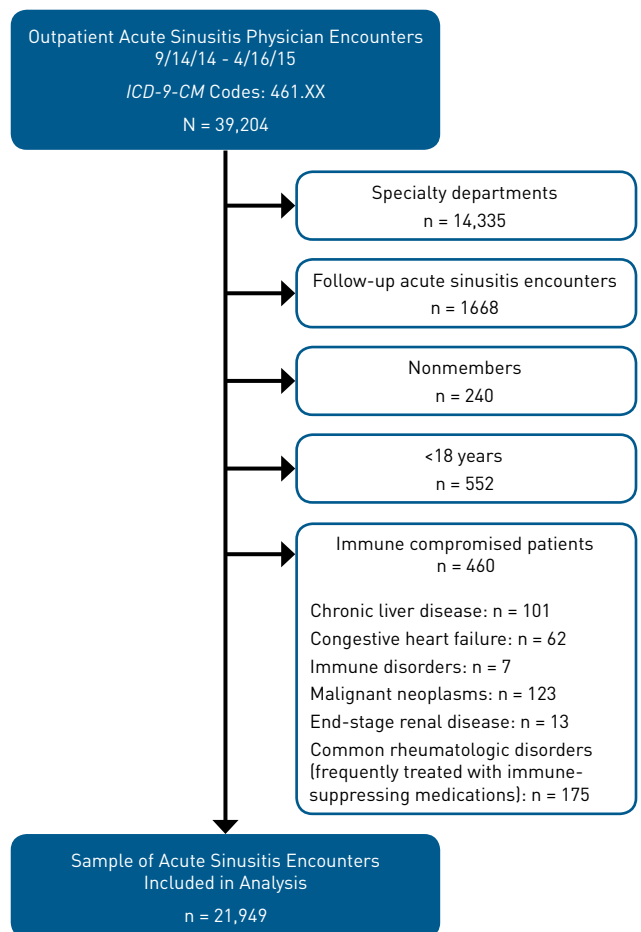 Outpatient Acute Sinusitis Physician Encounters
9/14/14 - 4/16/15
ICD-9-CM Codes: 461.XX
N = 39,204
Specialty departments
n = 14,335
Follow-up acute sinusitis encounters
n = 1668
Nonmembers
n = 240
<18 years
n = 552
Immune compromised patients
n = 460
Chronic liver disease: n = 101
Congestive heart failure: n = 62
Immune disorders: n = 7
Malignant neoplasms: n = 123
End-stage renal disease: n = 13
Common rheumatologic disorders
(frequently treated with immune-
suppressing medications): n = 175
Sample of Acute Sinusitis Encounters
Included in Analysis
n = 21,949